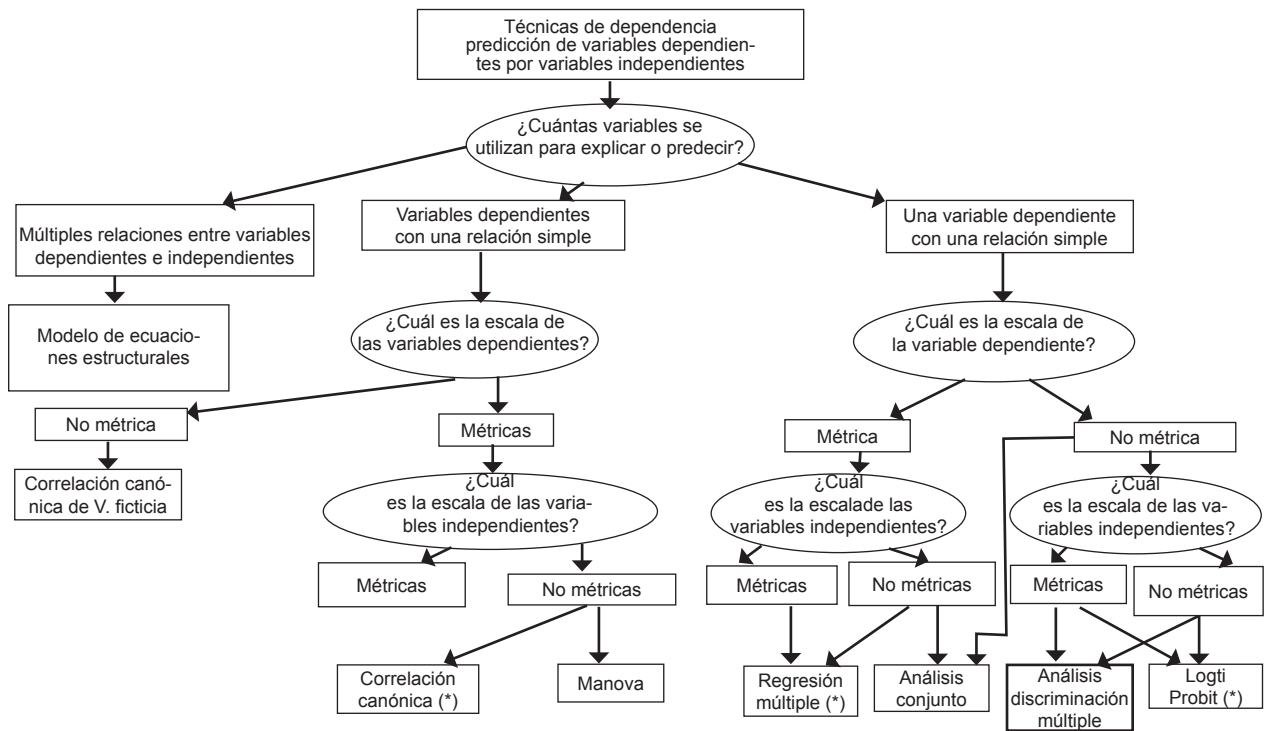 Técnicas de dependencia
predicción de variables dependien-
tes por variables independientes
¿Cuántas variables se
utilizan para explicar o predecir?
Múltiples relaciones entre variables
dependientes e independientes
Variables dependientes
con una relación simple
Una variable dependiente
con una relación simple
Modelo de ecuacio-
nes estructurales
¿Cuál es la escala de
las variables dependientes?
¿Cuál es la escala de
la variable dependiente?
No métrica
Métricas
Métrica
No métrica
Correlación canó-
nica de V. ficticia
¿Cuál
es la escala de las varia-
bles independientes?
¿Cuál
es la escalade las
variables independientes?
¿Cuál
es la escala de las va-
riables independientes?
Métricas
No métricas
Métricas
No métricas
Métricas
No métricas
Correlación
canónica (*)
Manova
Regresión
múltiple (*)
Análisis
conjunto
Análisis
discriminación
múltiple
Logti
Probit (*)